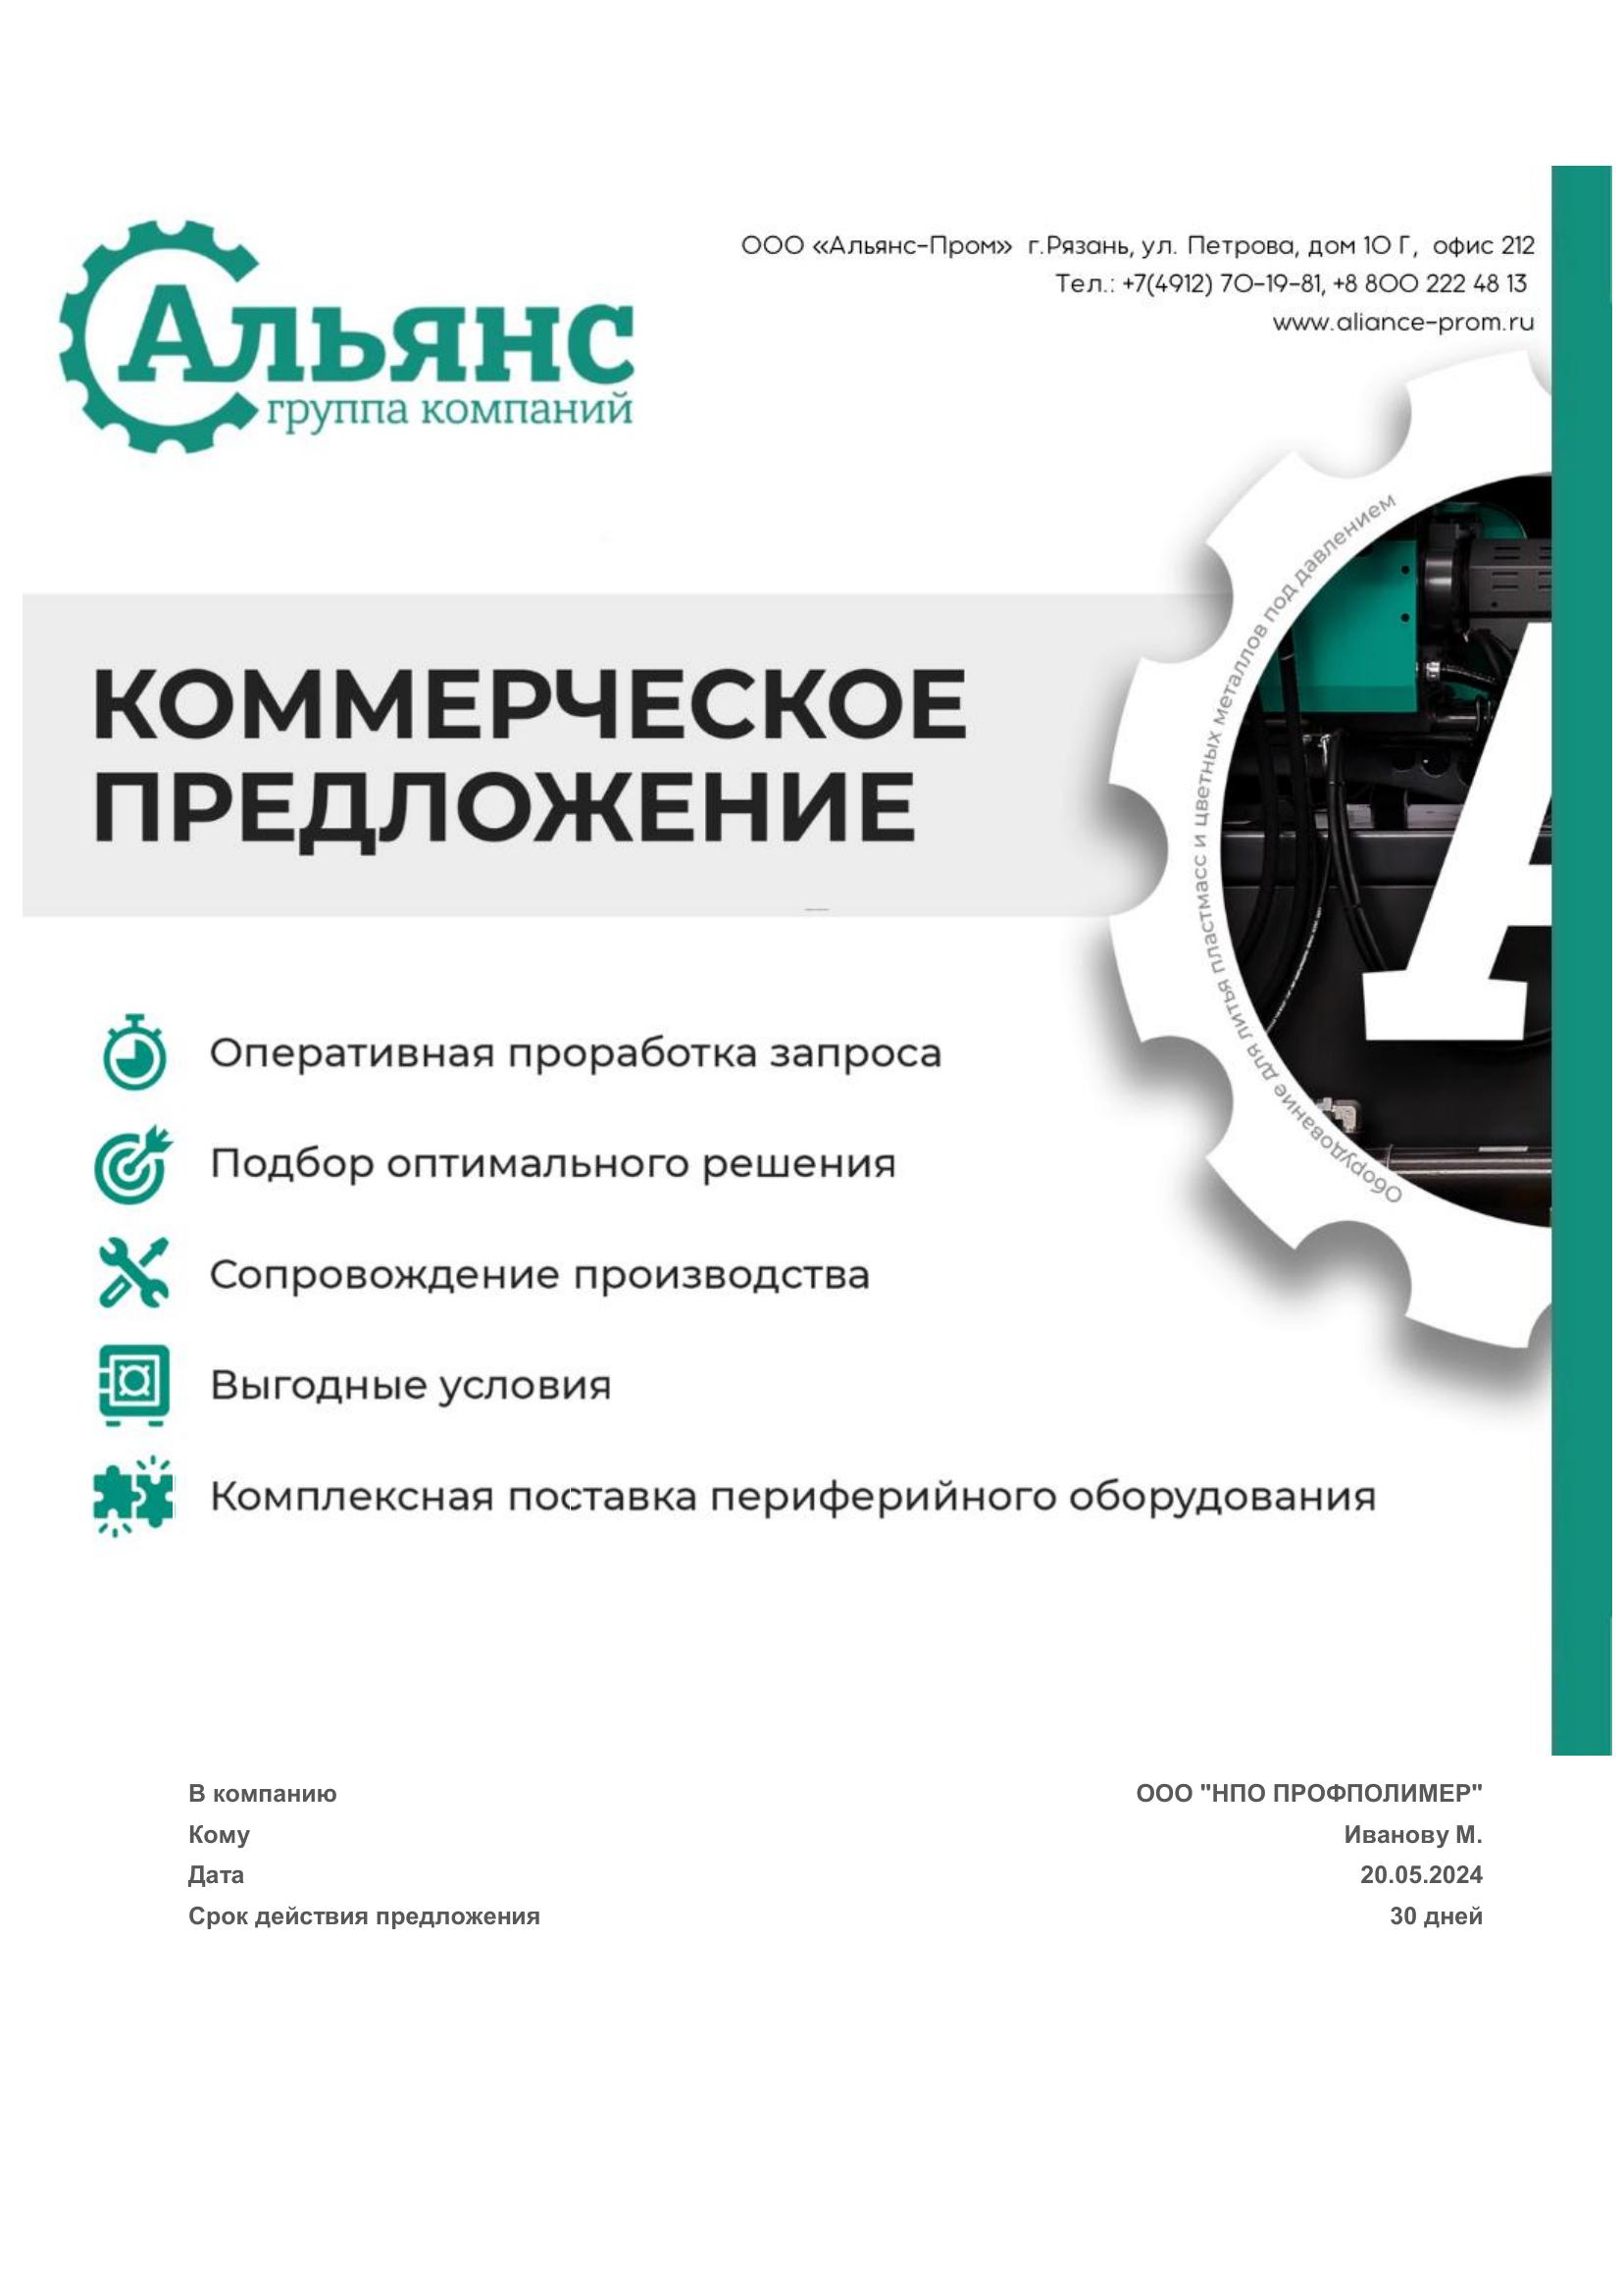 Альянс
группа компаний
ООО «Альянс-Пром» г.Рязань, ул. Петрова, дом 10 Г, офис 212
Тел.: +7(4912) 70-19-81, +8 800 222 48 13
www.aliance-prom.ru
Оборудование для литья пластмасс и цветных металлов под давлением
А
КОММЕРЧЕСКОЕ
ПРЕДЛОЖЕНИЕ
Оперативная проработка запроса
Подбор оптимального решения
Сопровождение производства
Выгодные условия
Комплексная поставка периферийного оборудования
В компанию ООО "НПО ПРОФПОЛИМЕР"
Кому Иванову М.
Дата 20.05.2024
Срок действия предложения 30 дней